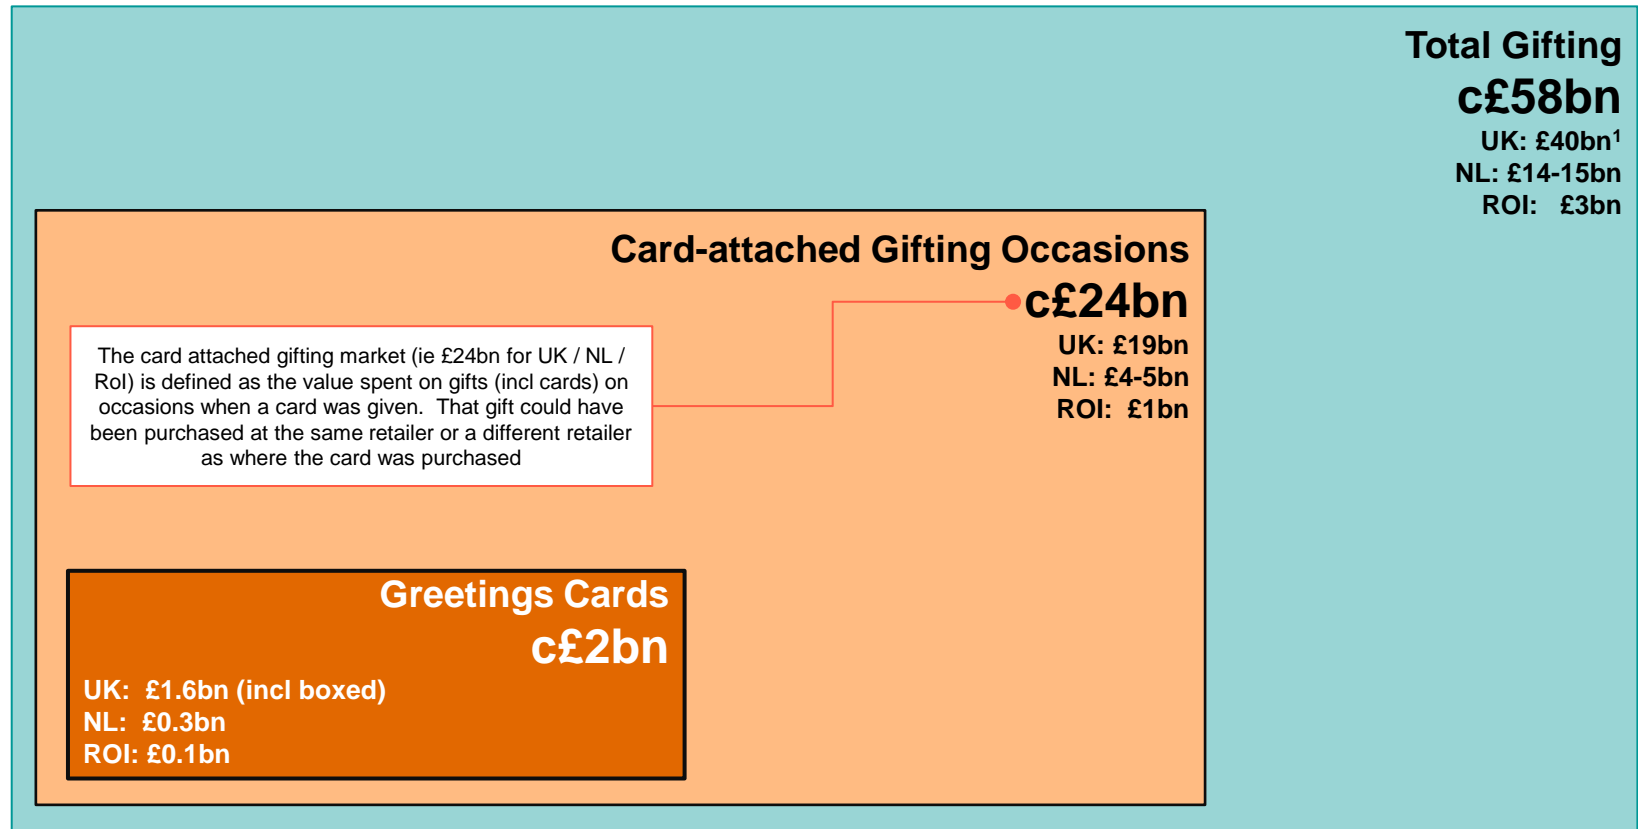 Total Gifting
c£58bn
UK: £40bn¹
NL: £14-15bn
ROI: £3bn
Card-attached Gifting Occasions
c£24bn
UK: £19bn
NL: £4-5bn
ROI: £1bn
The card attached gifting market (ie £24bn for UK / NL /
RoI) is defined as the value spent on gifts (incl cards) on
occasions when a card was given. That gift could have
been purchased at the same retailer or a different retailer
as where the card was purchased
Greetings Cards
c£2bn
UK: £1.6bn (incl boxed)
NL: £0.3bn
ROI: £0.1bn